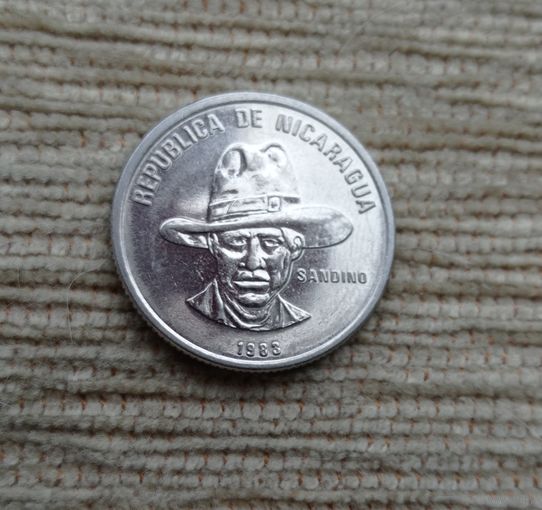 REPUBLICA DE NICARAGUA
SANDINO
1983